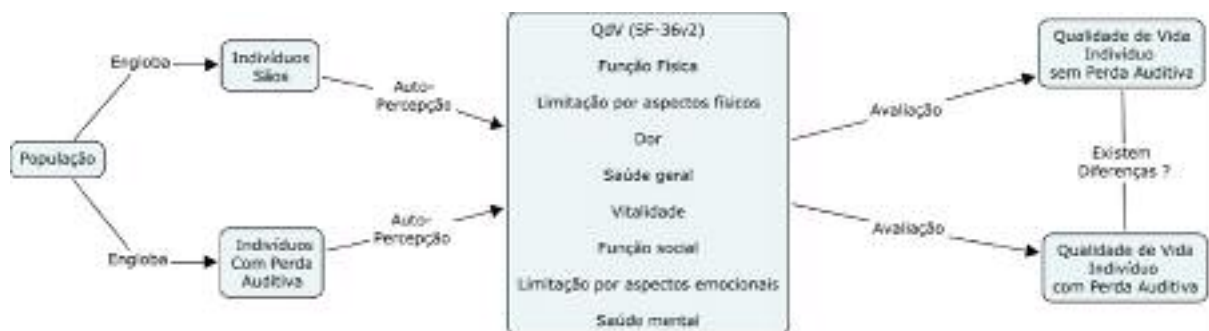 População
Engloba
Indivíduos
Sãos
Auto-
Percepção
Engloba
Indivíduos
Com Perda
Auditiva
Auto-
Percepção
QdV (SF-36v2)
Função Física
Limitação por aspectos físicos
Dor
Saúde geral
Vitalidade
Função social
Limitação por aspectos emocionais
Saúde mental
Avaliação
Qualidade de Vida
Indivíduo
sem Perda Auditiva
Existem
Diferenças ?
Avaliação
Qualidade de Vida
Indivíduo
com Perda Auditiva